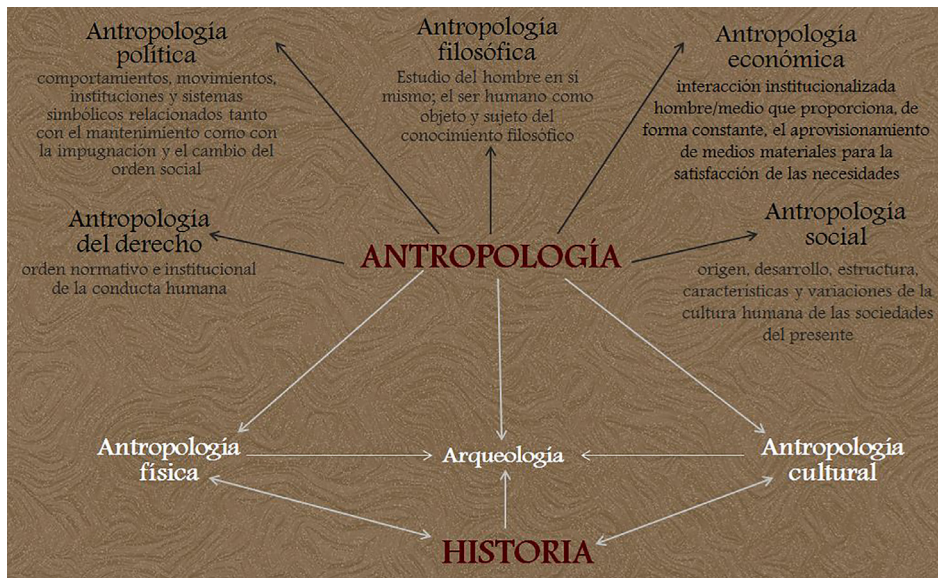 Antropología
política
comportamientos, movimientos,
instituciones y sistemas
simbólicos relacionados tanto
con el mantenimiento como con
la impugnación y el cambio del
orden social
Antropología
filosófica
Estudio del hombre en sí
mismo; el ser humano como
objeto y sujeto del
conocimiento filosófico
Antropología
económica
interacción institucionalizada
hombre/medio que proporciona, de
forma constante, el aprovisionamiento
de medios materiales para la
satisfacción de las necesidades
Antropología
del derecho
orden normativo e institucional
de la conducta humana
ANTROPOLOGÍA
Antropología
social
origen, desarrollo, estructura,
características y variaciones de la
cultura humana de las sociedades
del presente
Antropología
física
Arqueología
Antropología
cultural
HISTORIA